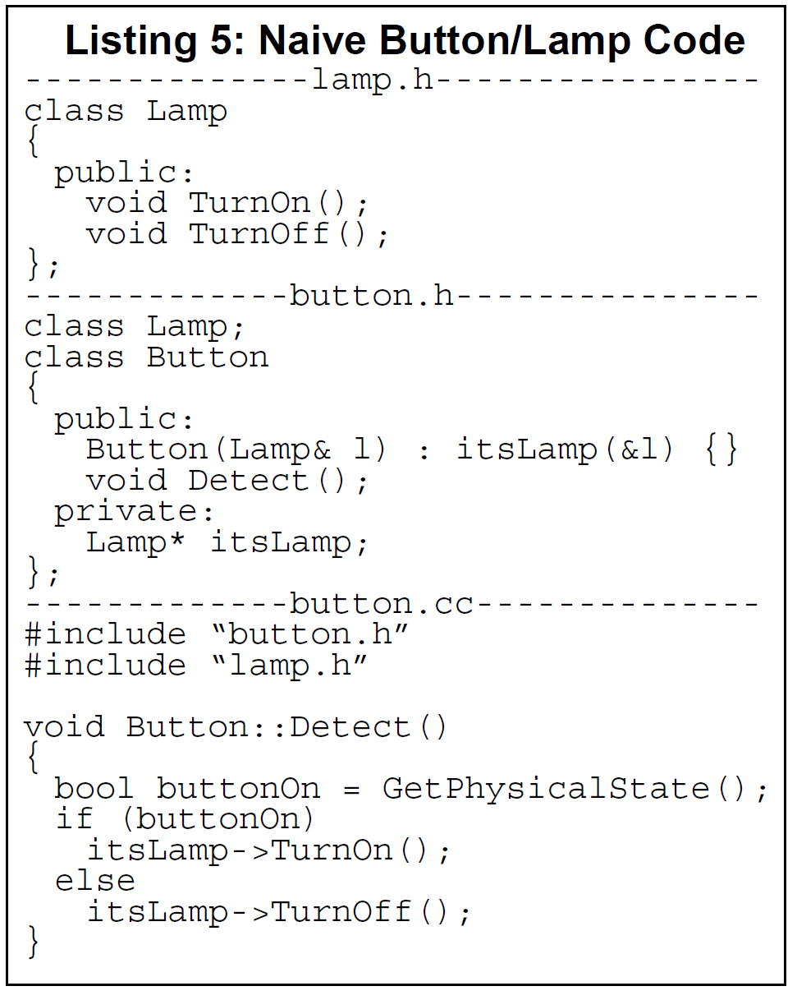 Listing 5: Naive Button/Lamp Code
--------------lamp.h----------------
class Lamp
{
  public:
    void TurnOn();
    void TurnOff();
};
-------------button.h---------------
class Lamp;
class Button
{
  public:
    Button(Lamp& l) : itsLamp(&l) {}
    void Detect();
  private:
    Lamp* itsLamp;
};
-------------button.cc--------------
#include “button.h”
#include “lamp.h”

void Button::Detect()
{
  bool buttonOn = GetPhysicalState();
  if (buttonOn)
    itsLamp->TurnOn();
  else
    itsLamp->TurnOff();
}